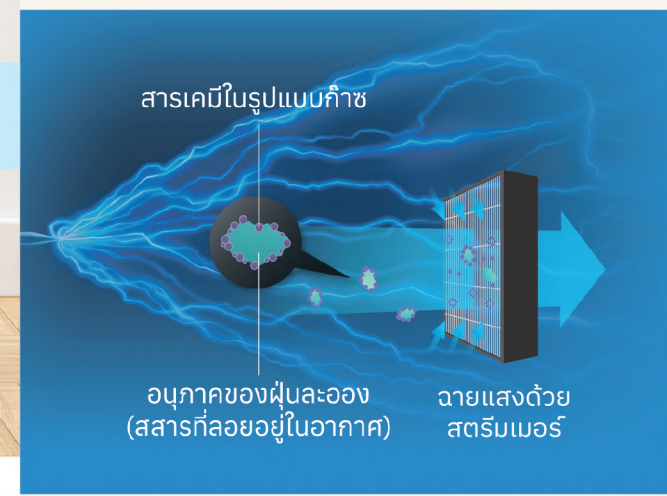 สารเคมีในรูปแบบก๊าซ
อนุภาคของฝุ่นละออง
(สสารที่ลอยอยู่ในอากาศ)
ฉายแสงด้วย
สตรีมเมอร์